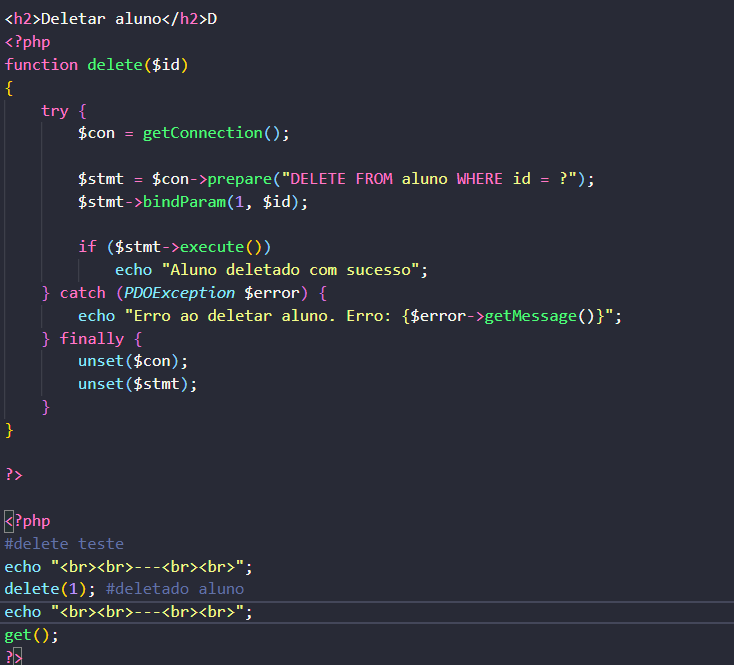 <h2>Deletar aluno</h2>D
<?php
function delete($id)
{
    try {
        $con = getConnection();

        $stmt = $con->prepare("DELETE FROM aluno WHERE id = ?");
        $stmt->bindParam(1, $id);

        if ($stmt->execute())
            echo "Aluno deletado com sucesso";
    } catch (PDOException $error) {
        echo "Erro ao deletar aluno. Erro: {$error->getMessage()}";
    } finally {
        unset($con);
        unset($stmt);
    }
}

?>

<?php
#delete teste
echo "<br><br>---<br><br>";
delete(1); #deletado aluno
echo "<br><br>---<br><br>";
get();
?>